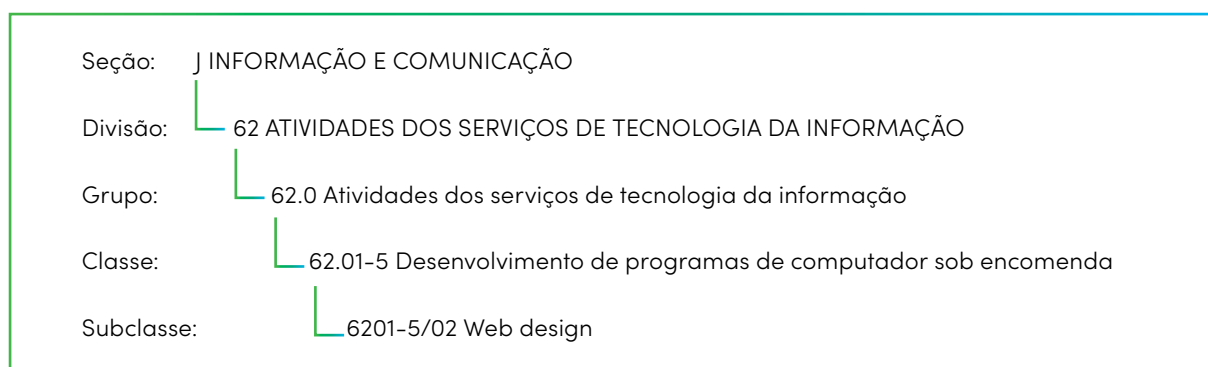 Seção: J INFORMAÇÃO E COMUNICAÇÃO
Divisão: 62 ATIVIDADES DOS SERVIÇOS DE TECNOLOGIA DA INFORMAÇÃO
Grupo: 62.0 Atividades dos serviços de tecnologia da informação
Classe: 62.01-5 Desenvolvimento de programas de computador sob encomenda
Subclasse: 6201-5/02 Web design